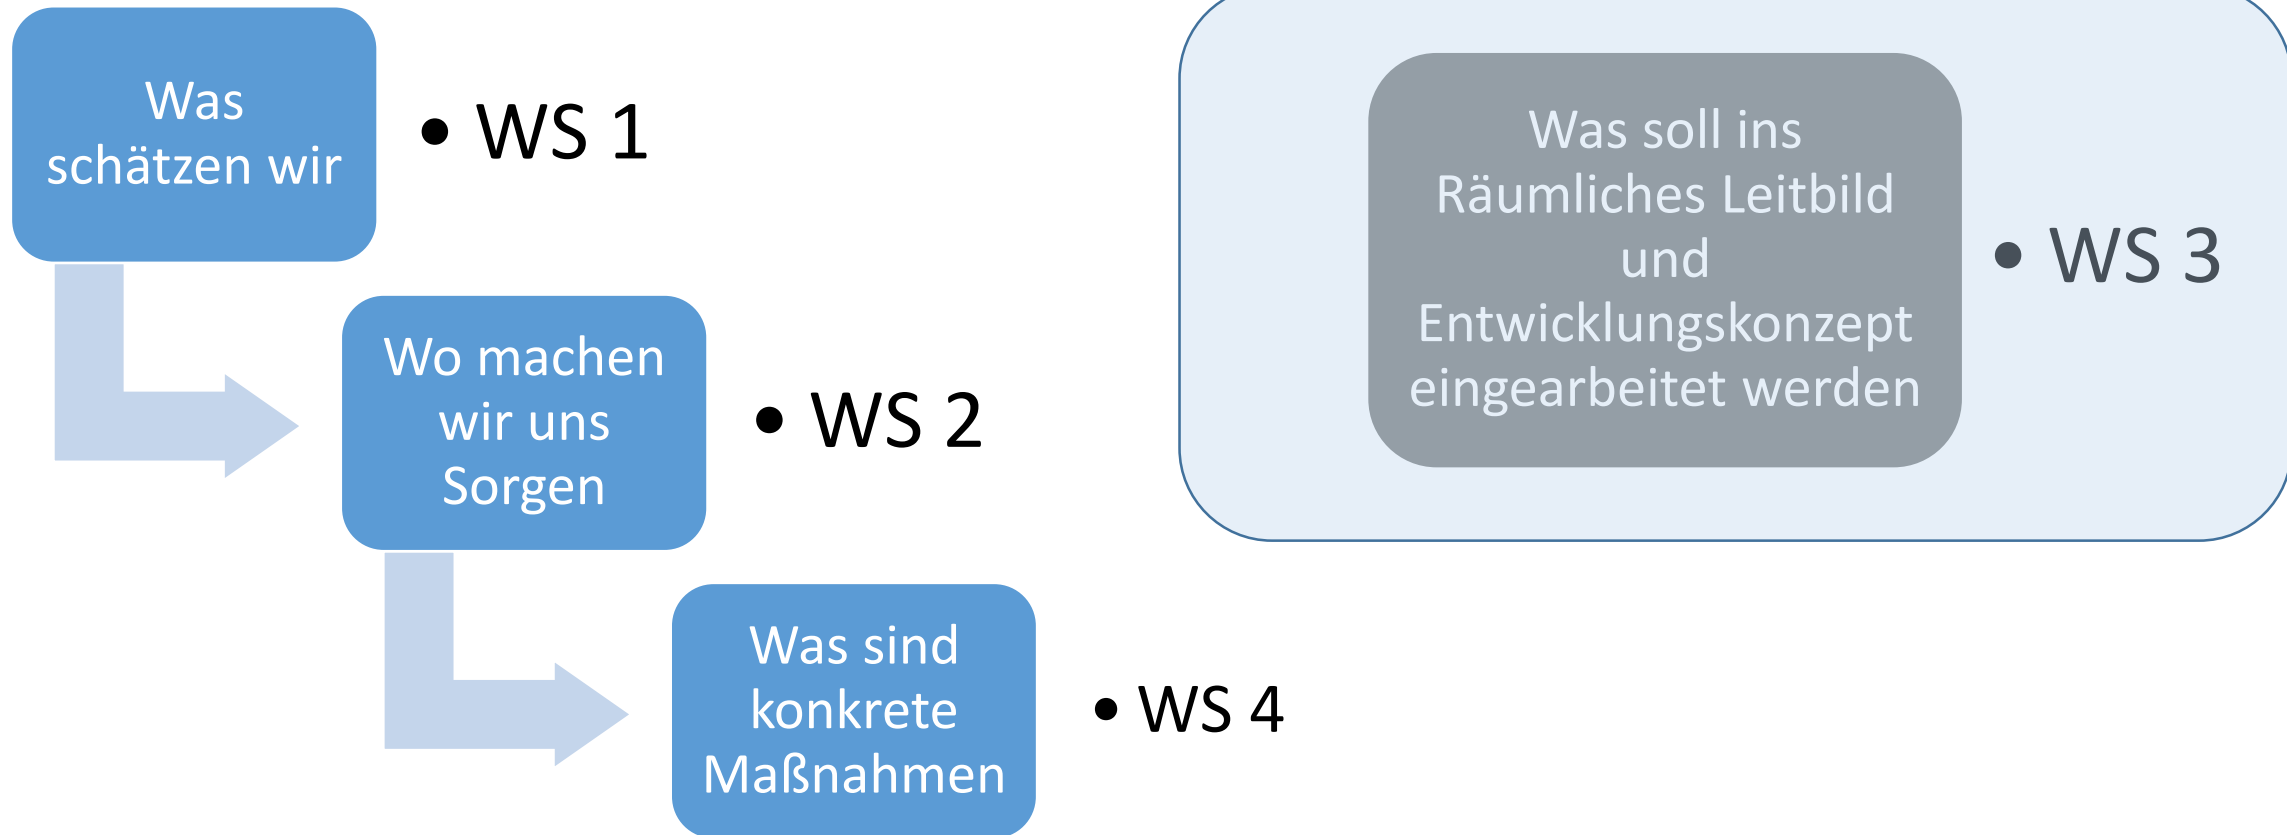 Was
schätzen wir
• WS 1
Wo machen
wir uns
Sorgen
• WS 2
Was soll ins
Räumliches Leitbild
und
Entwicklungskonzept
eingearbeitet werden
• WS 3
Was sind
konkrete
Maßnahmen
• WS 4